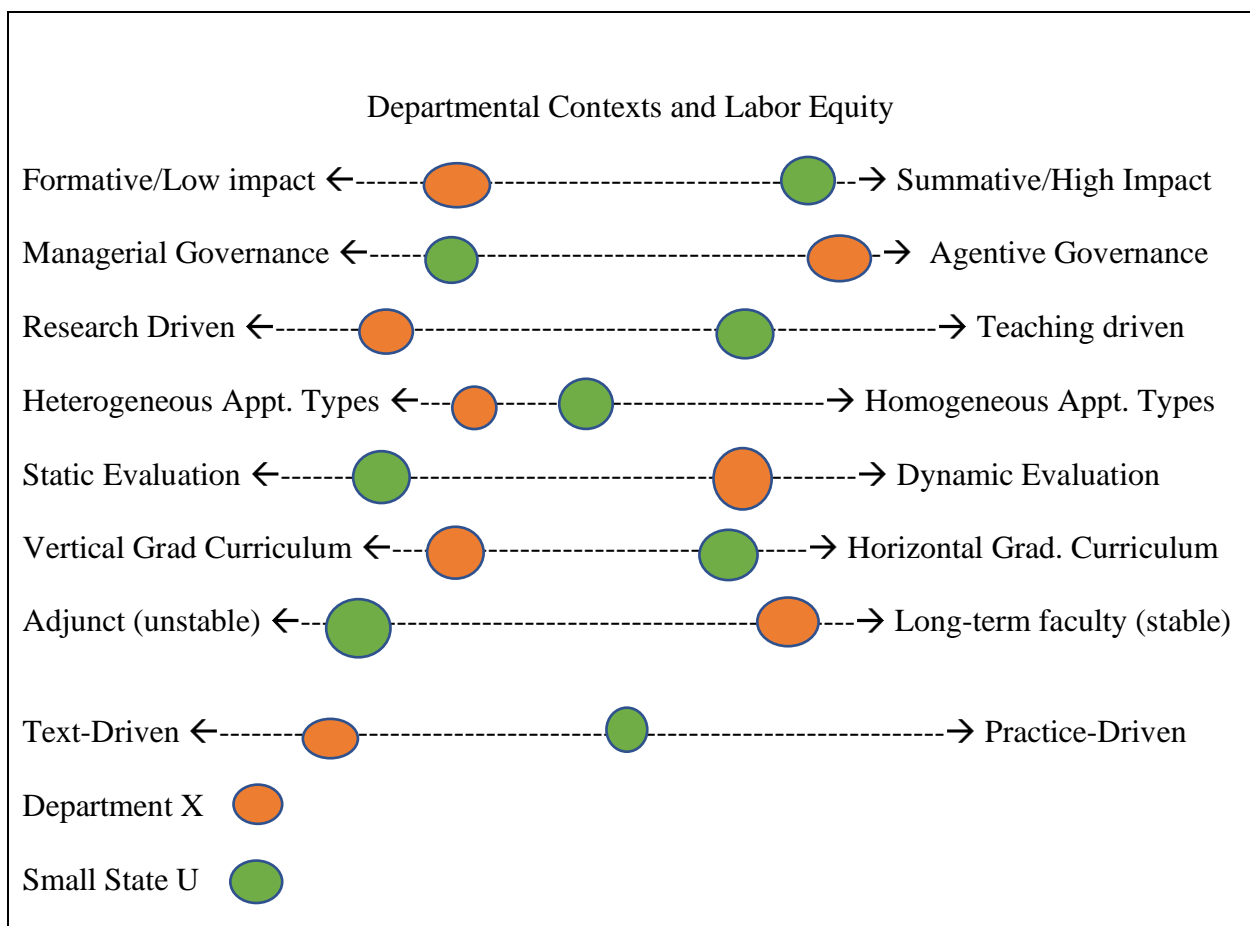 Departmental Contexts and Labor Equity
Formative/Low impact ←----------------------------------------→ Summative/High Impact
Managerial Governance ←----------------------------------------→ Agentive Governance
Research Driven ←----------------------------------------------------→ Teaching driven
Heterogeneous Appt. Types ←--------------------------------→ Homogeneous Appt. Types
Static Evaluation ←----------------------------------------------→ Dynamic Evaluation
Vertical Grad Curriculum ←--------------------------------→ Horizontal Grad. Curriculum
Adjunct (unstable) ←--------------------------------------------→ Long-term faculty (stable)
Text-Driven ←----------------------------------------------------------→ Practice-Driven
Department X
Small State U